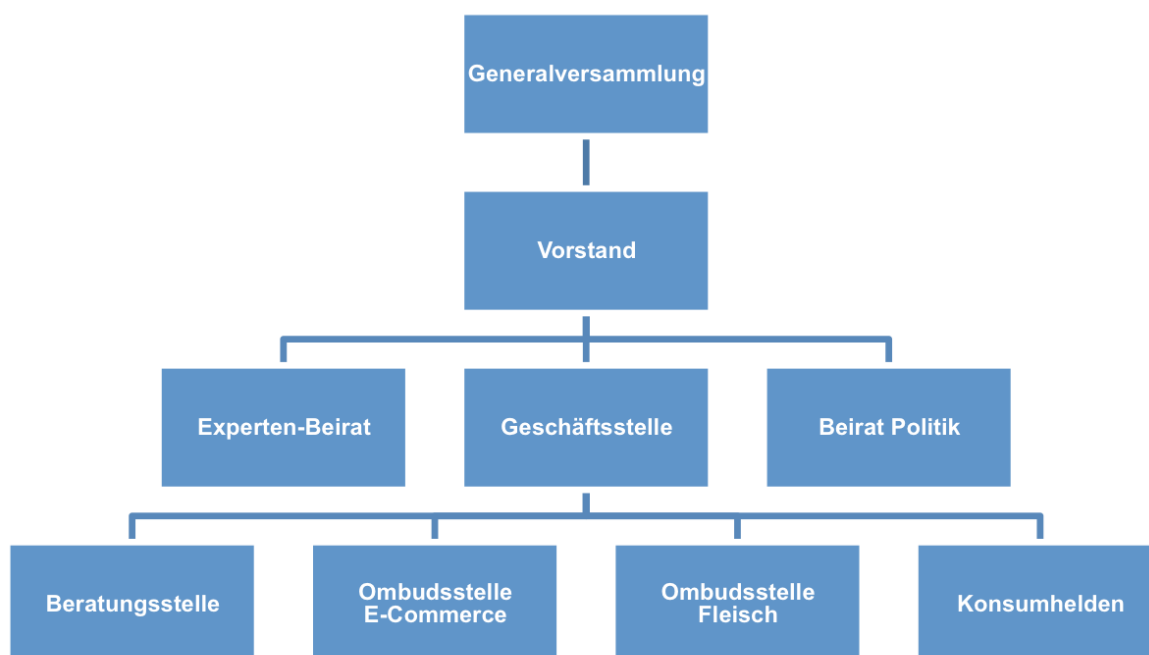 Generalversammlung
Vorstand
Experten-Beirat
Geschäftsstelle
Beirat Politik
Beratungsstelle
Ombudsstelle
E-Commerce
Ombudsstelle
Fleisch
Konsumhelden